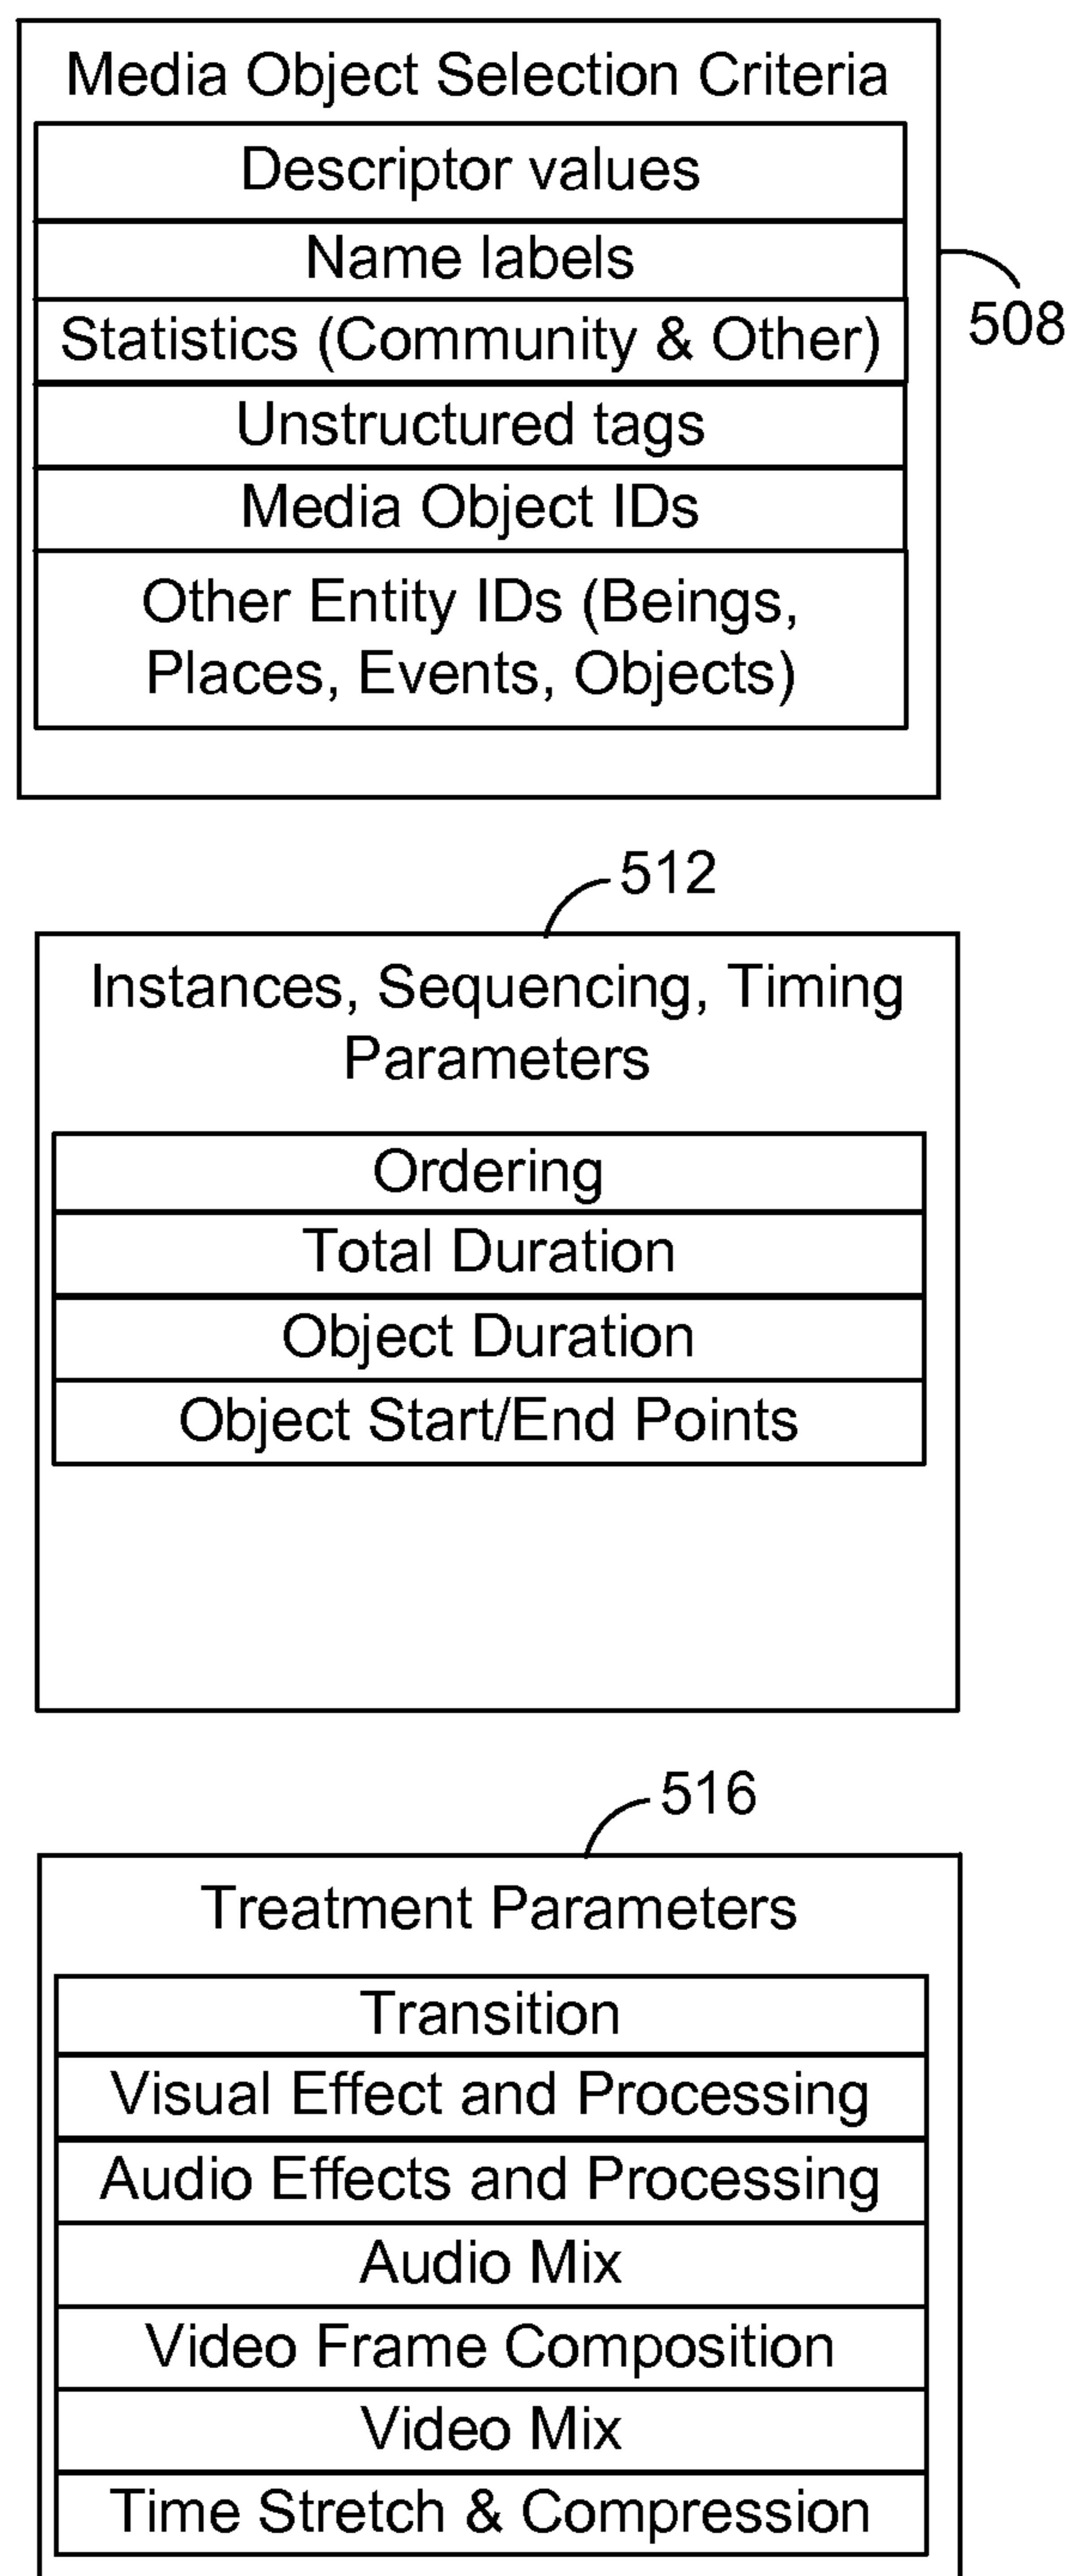 Media Object Selection Criteria
Descriptor values
Name labels
508
Statistics (Community & Other)
Unstructured tags
Media Object IDs
Other Entity IDs (Beings,
Places, Events, Objects)
512
Instances, Sequencing, Timing
Parameters
Ordering
Total Duration
Object Duration
Object Start/End Points
516
Treatment Parameters
Transition
Visual Effect and Processing
Audio Effects and Processing
Audio Mix
Video Frame Composition
Video Mix
Time Stretch & Compression